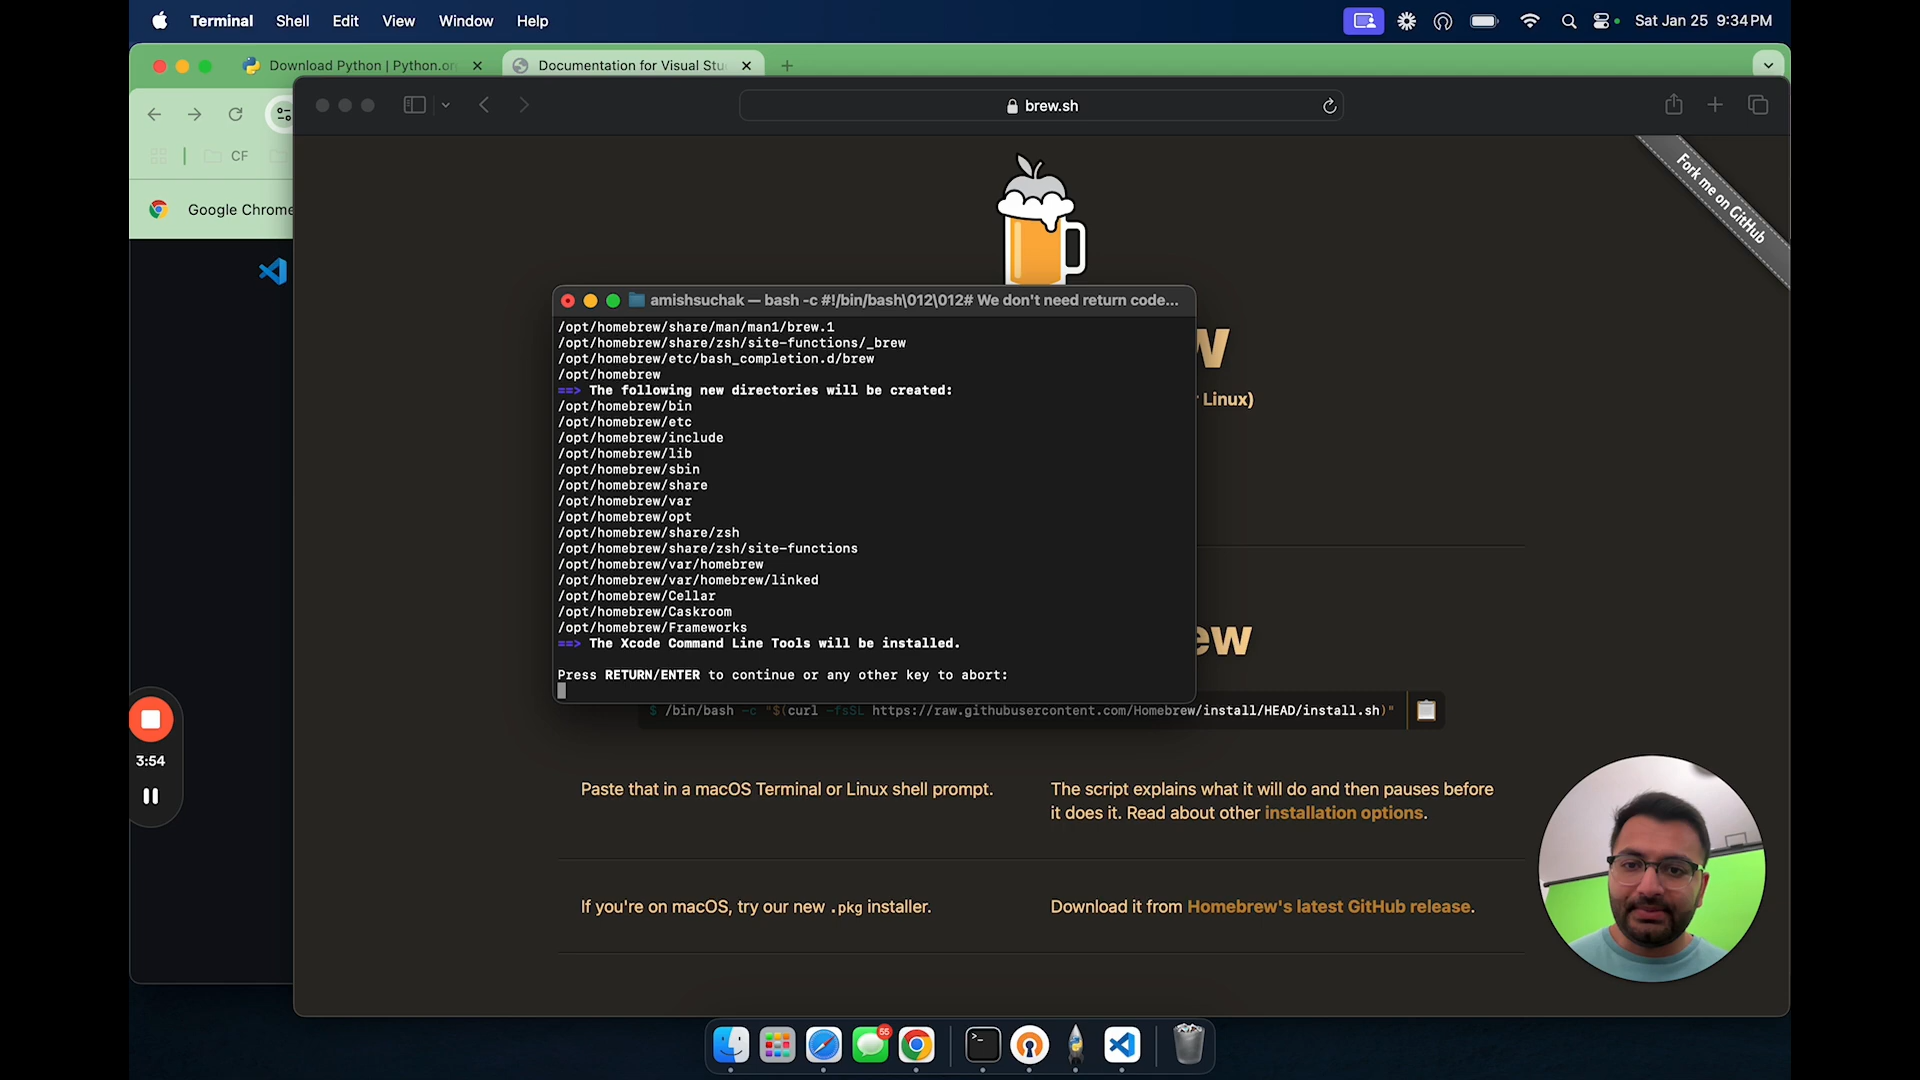 Terminal Shell Edit View Window Help
Sat Jan 25 9:34 PM
Download Python | Python.or
Documentation for Visual Stu
brew.sh
CF
Google Chrome
Fork me on GitHub
amishsuchak — bash -c #!/bin/bash\012\012# We don't need return code...
/opt/homebrew/share/man/man1/brew.1
/opt/homebrew/share/zsh/site-functions/_brew
/opt/homebrew/etc/bash_completion.d/brew
/opt/homebrew
==> The following new directories will be created:
/opt/homebrew/bin
/opt/homebrew/etc
/opt/homebrew/include
/opt/homebrew/lib
/opt/homebrew/sbin
/opt/homebrew/share
/opt/homebrew/var
/opt/homebrew/opt
/opt/homebrew/share/zsh
/opt/homebrew/share/zsh/site-functions
/opt/homebrew/var/homebrew
/opt/homebrew/var/homebrew/linked
/opt/homebrew/Cellar
/opt/homebrew/Caskroom
/opt/homebrew/Frameworks
==> The Xcode Command Line Tools will be installed.
Press RETURN/ENTER to continue or any other key to abort:
w
Linux)
ew
$ /bin/bash -c "$(curl -fsSL https://raw.githubusercontent.com/Homebrew/install/HEAD/install.sh)"
3:54
Paste that in a macOS Terminal or Linux shell prompt.
The script explains what it will do and then pauses before
it does it. Read about other installation options.
If you're on macOS, try our new .pkg installer.
Download it from Homebrew's latest GitHub release.
55